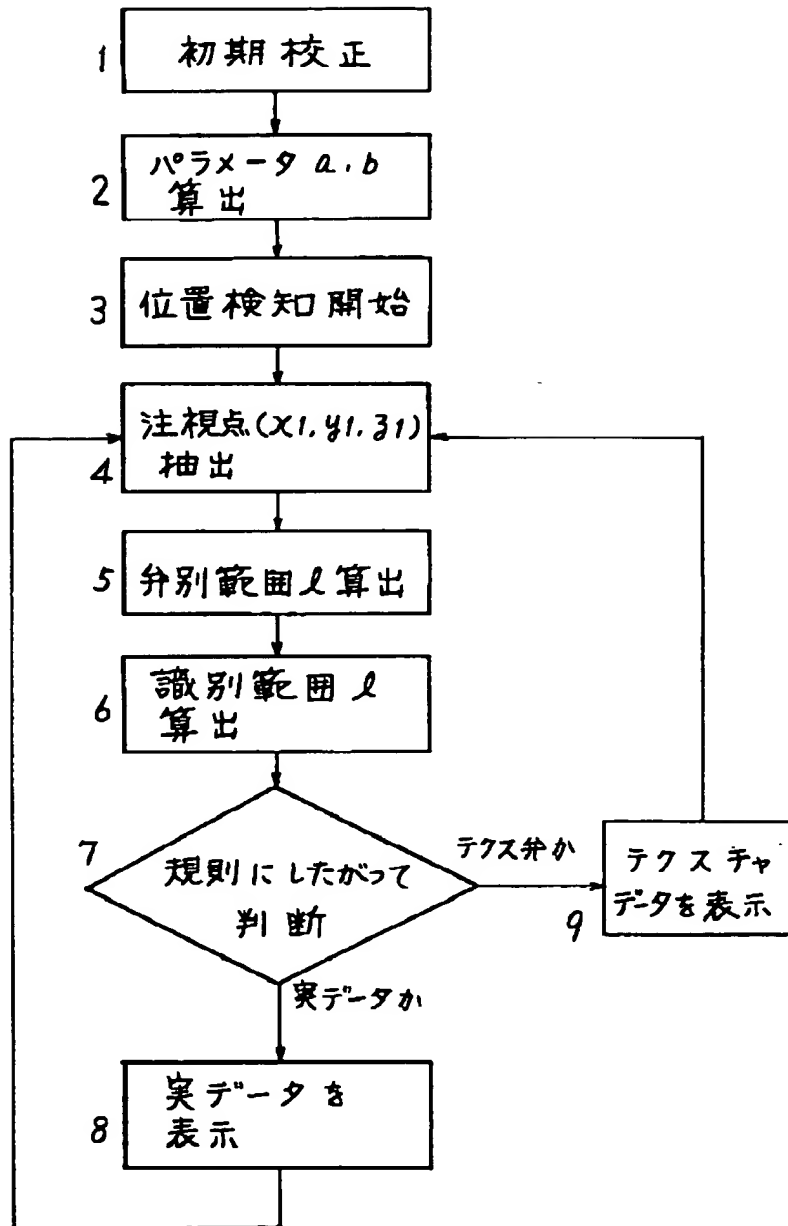 1
初期校正
2
パラメータ a.b
算出
3
位置検知開始
4
注視点(x1.y1.z1)
抽出
5
弁別範囲l算出
6
識別範囲 l
算出
7
規則にしたがって
判断
テクス弁か
実データか
テクスチャ
データを表示
9
8
実データを
表示